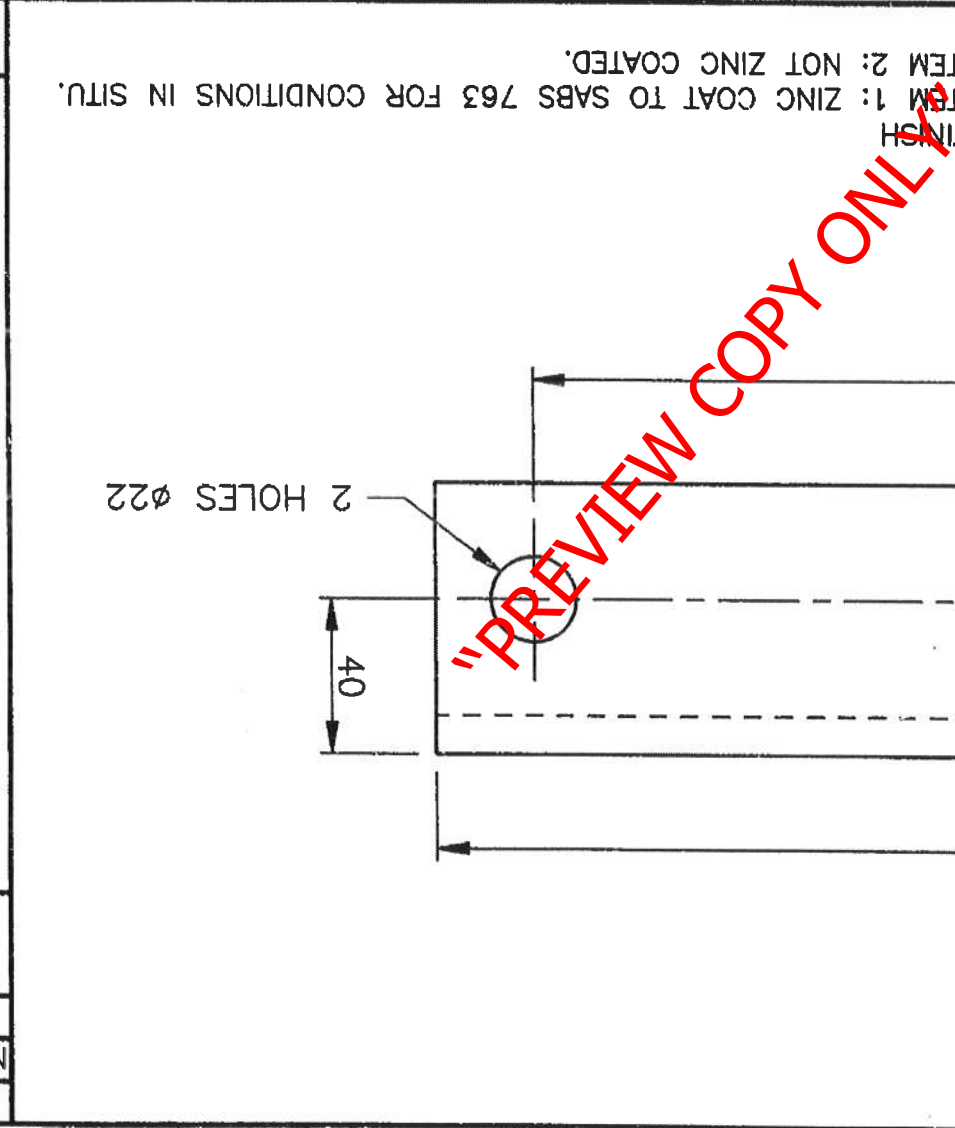 FINISH
ITEM 1: ZINC COAT TO SABS 763 FOR CONDITIONS IN SITU.
ITEM 2: NOT ZINC COATED.
2 HOLES ø22
40
"PREVIEW COPY ONLY"